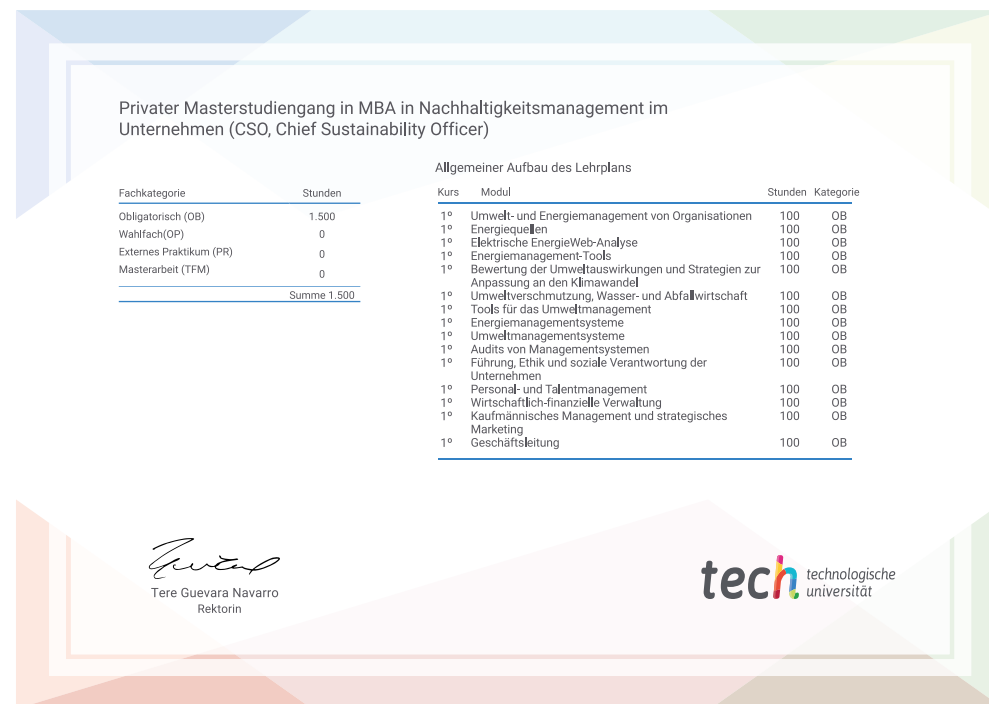 Privater Masterstudiengang in MBA in Nachhaltigkeitsmanagement im
Unternehmen (CSO, Chief Sustainability Officer)
Fachkategorie Stunden
Obligatorisch (OB) 1.500
Wahlfach(OP) 0
Externes Praktikum (PR) 0
Masterarbeit (TFM) 0
Summe 1.500
Allgemeiner Aufbau des Lehrplans
Kurs Modul Stunden Kategorie
1º Umwelt- und Energiemanagement von Organisationen 100 OB
1º Energiequellen 100 OB
1º Elektrische EnergieWeb-Analyse 100 OB
1º Energiemanagement-Tools 100 OB
1º Bewertung der Umweltauswirkungen und Strategien zur 100 OB
Anpassung an den Klimawandel
1º Umweltverschmutzung, Wasser- und Abfallwirtschaft 100 OB
1º Tools für das Umweltmanagement 100 OB
1º Energiemanagementsysteme 100 OB
1º Umweltmanagementsysteme 100 OB
1º Audits von Managementsystemen 100 OB
1º Führung, Ethik und soziale Verantwortung der 100 OB
Unternehmen
1º Personal- und Talentmanagement 100 OB
1º Wirtschaftlich-finanzielle Verwaltung 100 OB
1º Kaufmännisches Management und strategisches 100 OB
Marketing
1º Geschäftsleitung 100 OB
Tere Guevara Navarro
Rektorin
tech technologische
universität